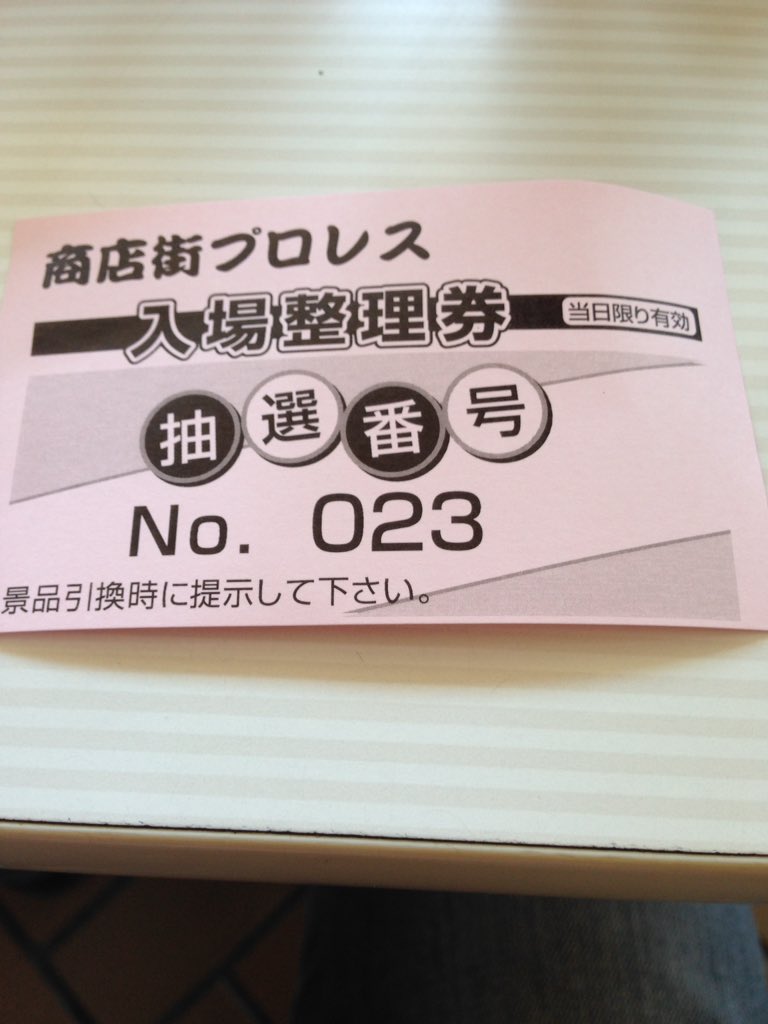 商店街プロレス
入場整理券
当日限り有効
抽選番号
No. 023
景品引換時に提示して下さい。